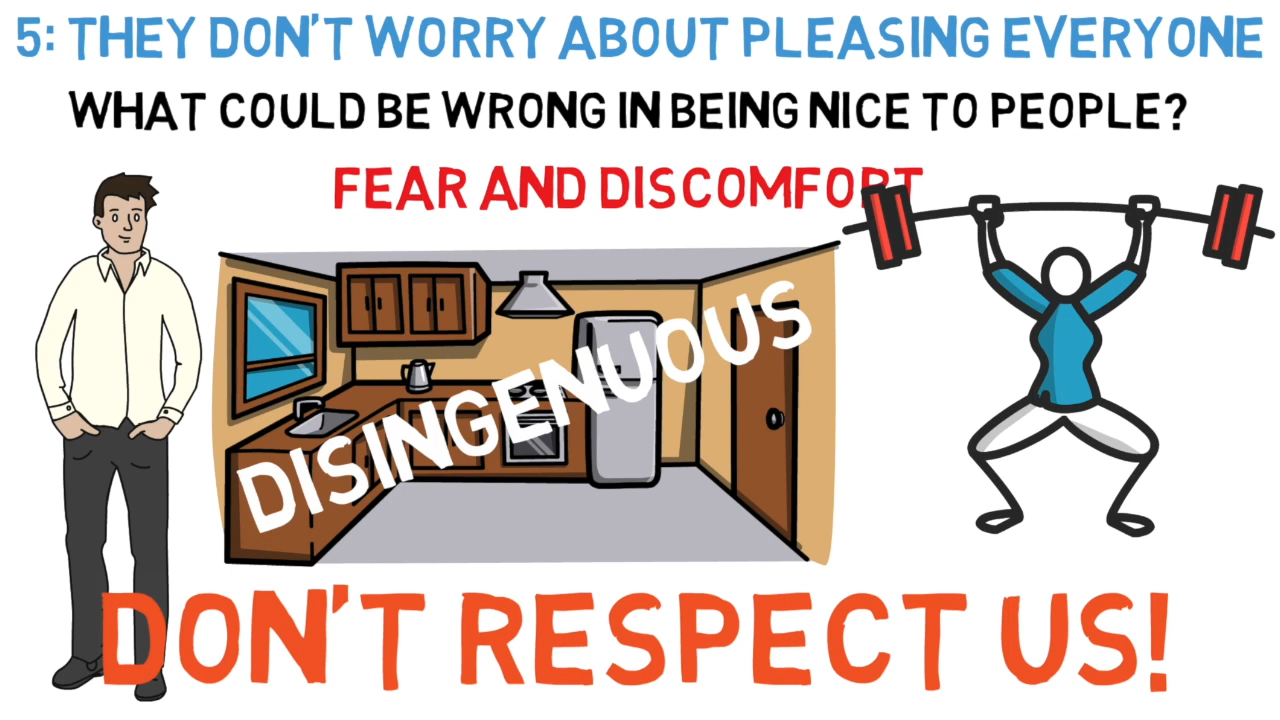 5: THEY DON'T WORRY ABOUT PLEASING EVERYONE
WHAT COULD BE WRONG IN BEING NICE TO PEOPLE?
FEAR AND DISCOMFORT
DISINGENUOUS
DON'T RESPECT US!